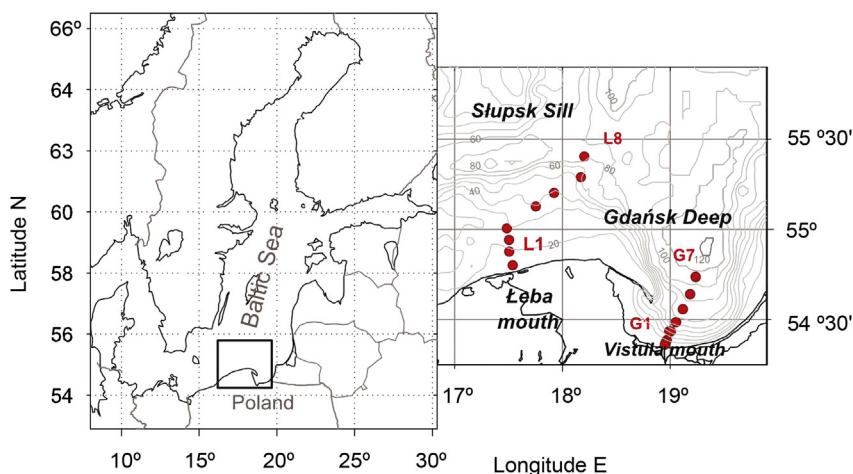 66º
64
63
60
58
56
54
10º
15º
20º
25º
30º
Latitude N
Baltic Sea
Poland
Słupsk Sill
L8
Gdańsk Deep
L1
G7
Łeba
mouth
G1
Vistula mouth
100
60
80
40
60
80
20
100
120
55 º30'
55º
54 º30'
17º
18º
19º
Longitude E